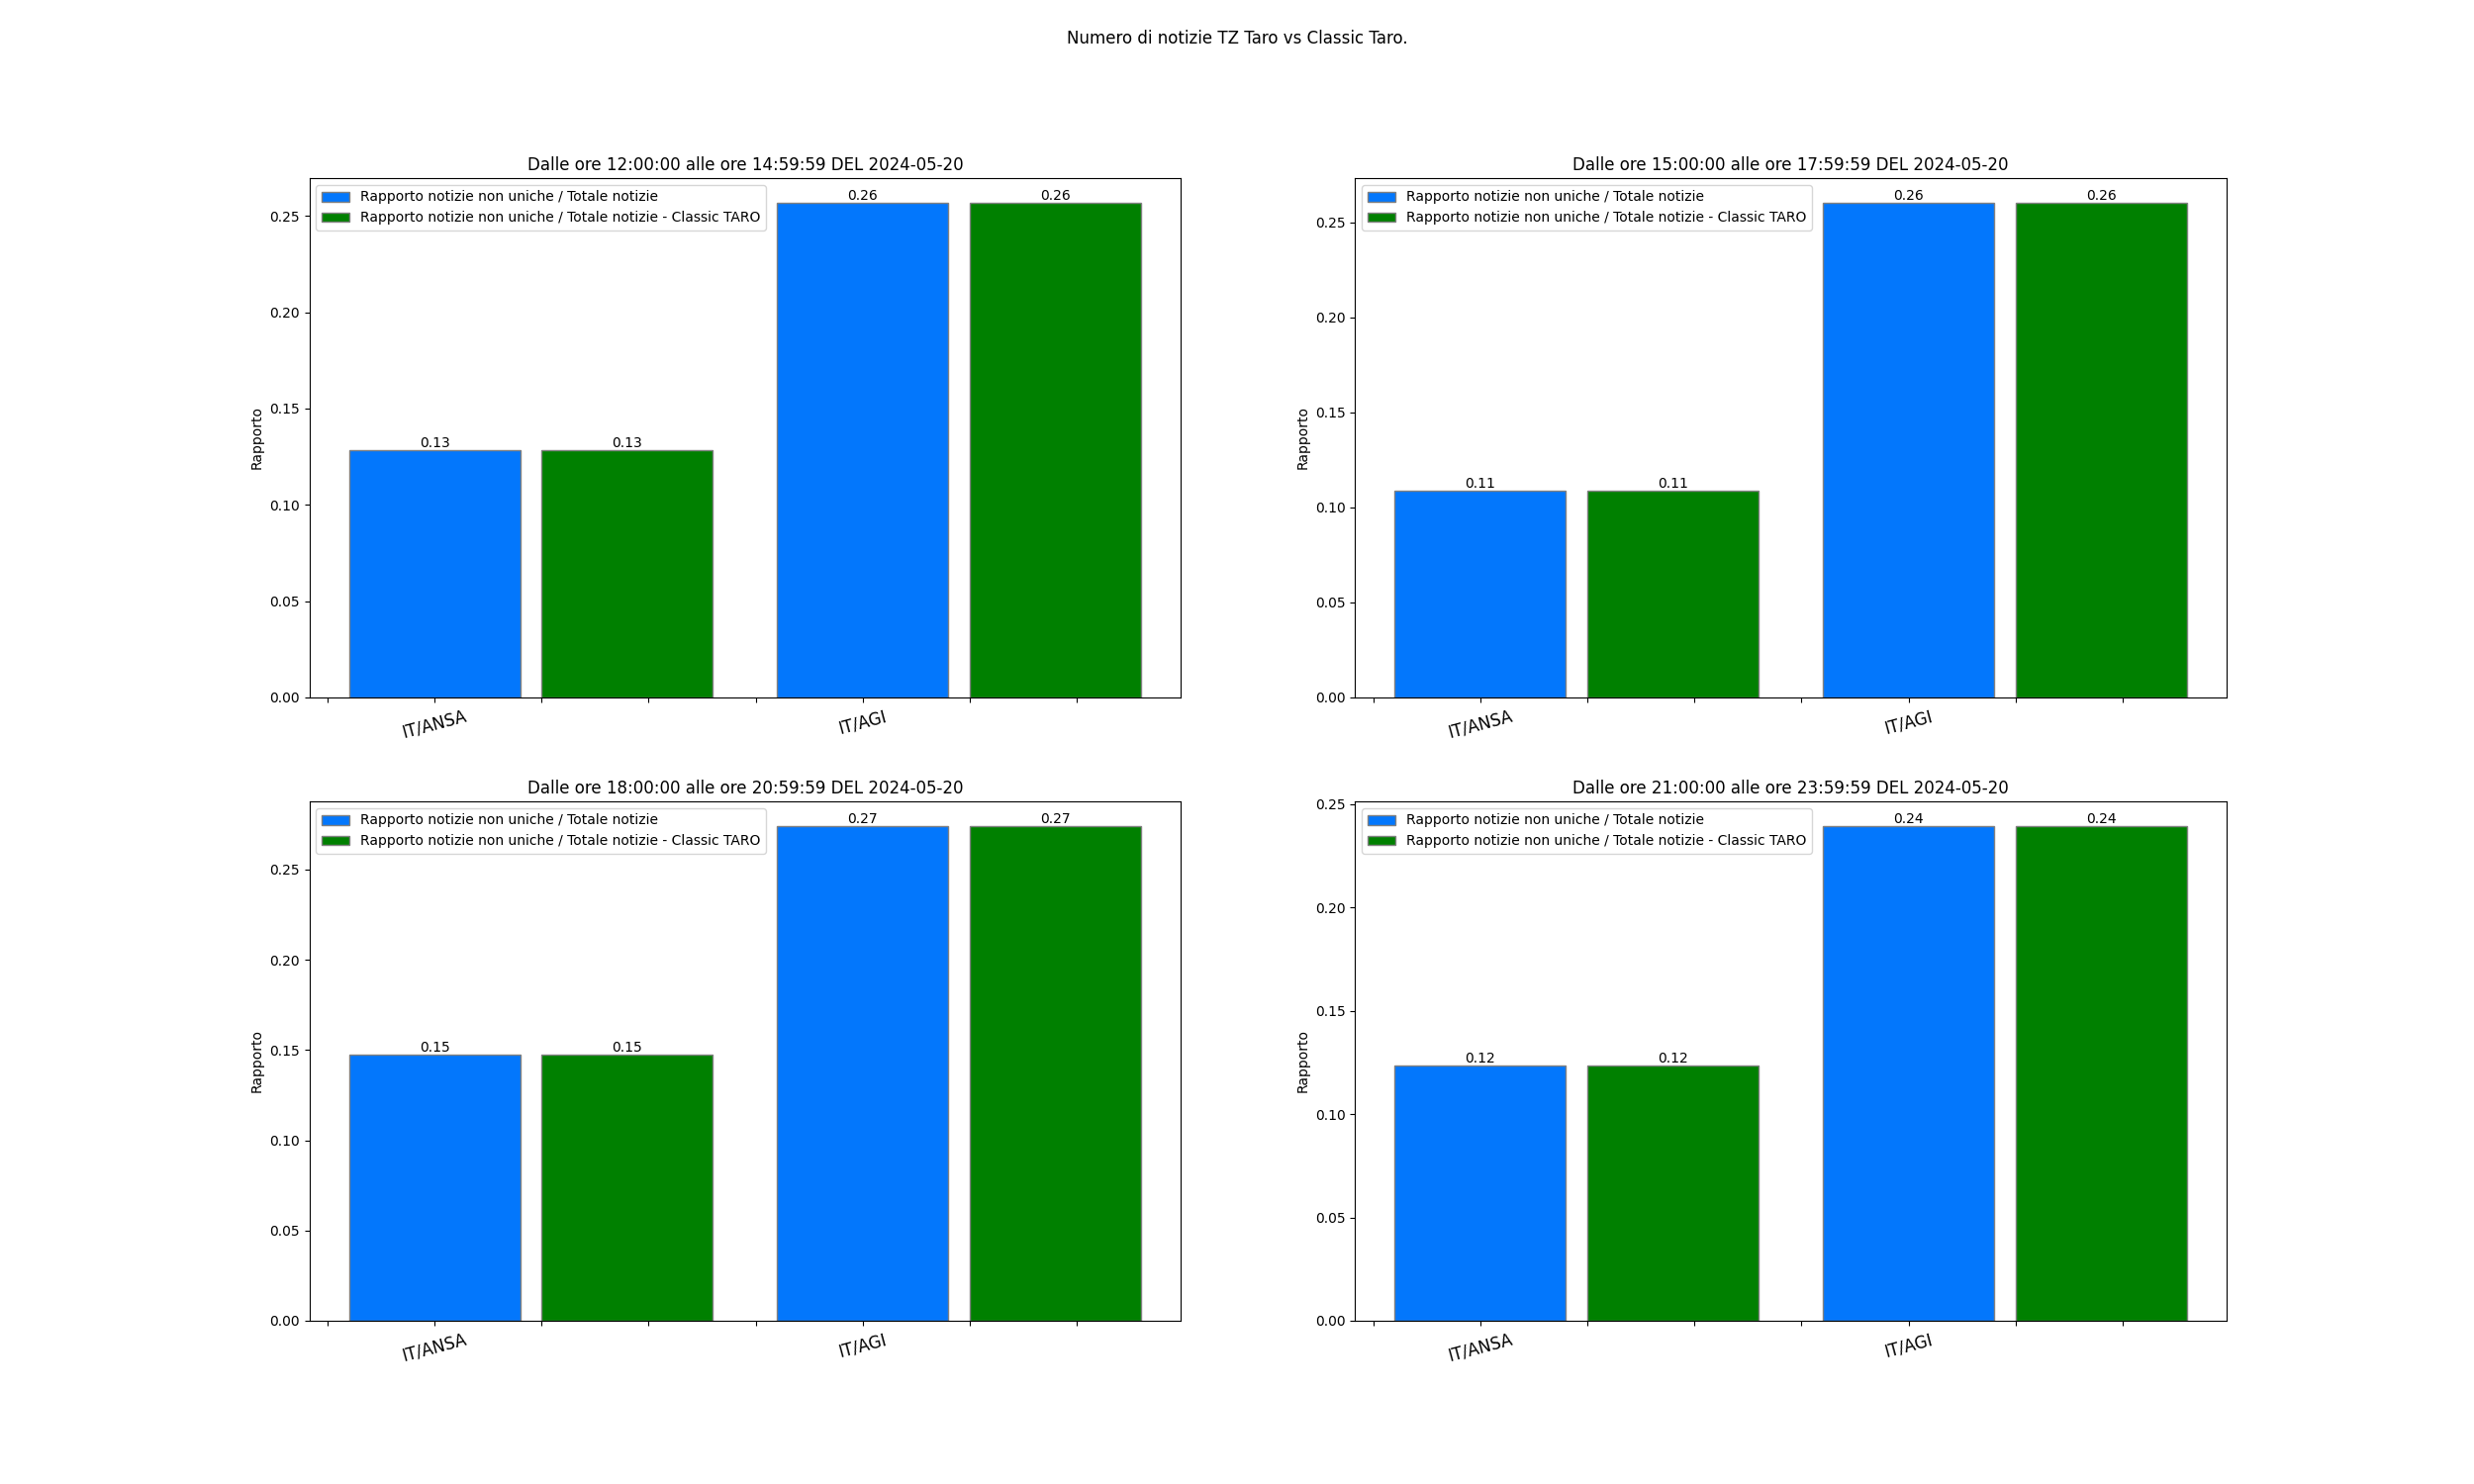 Numero di notizie TZ Taro vs Classic Taro.
Dalle ore 12:00:00 alle ore 14:59:59 DEL 2024-05-20
Rapporto notizie non uniche / Totale notizie
Rapporto notizie non uniche / Totale notizie - Classic TARO
0.26
0.26
0.13
0.13
Rapporto
0.25
0.20
0.15
0.10
0.05
0.00
IT/ANSA
IT/AGI
Dalle ore 15:00:00 alle ore 17:59:59 DEL 2024-05-20
Rapporto notizie non uniche / Totale notizie
Rapporto notizie non uniche / Totale notizie - Classic TARO
0.26
0.26
0.11
0.11
Rapporto
0.25
0.20
0.15
0.10
0.05
0.00
IT/ANSA
IT/AGI
Dalle ore 18:00:00 alle ore 20:59:59 DEL 2024-05-20
Rapporto notizie non uniche / Totale notizie
Rapporto notizie non uniche / Totale notizie - Classic TARO
0.27
0.27
0.15
0.15
Rapporto
0.25
0.20
0.15
0.10
0.05
0.00
IT/ANSA
IT/AGI
Dalle ore 21:00:00 alle ore 23:59:59 DEL 2024-05-20
Rapporto notizie non uniche / Totale notizie
Rapporto notizie non uniche / Totale notizie - Classic TARO
0.24
0.24
0.12
0.12
Rapporto
0.25
0.20
0.15
0.10
0.05
0.00
IT/ANSA
IT/AGI